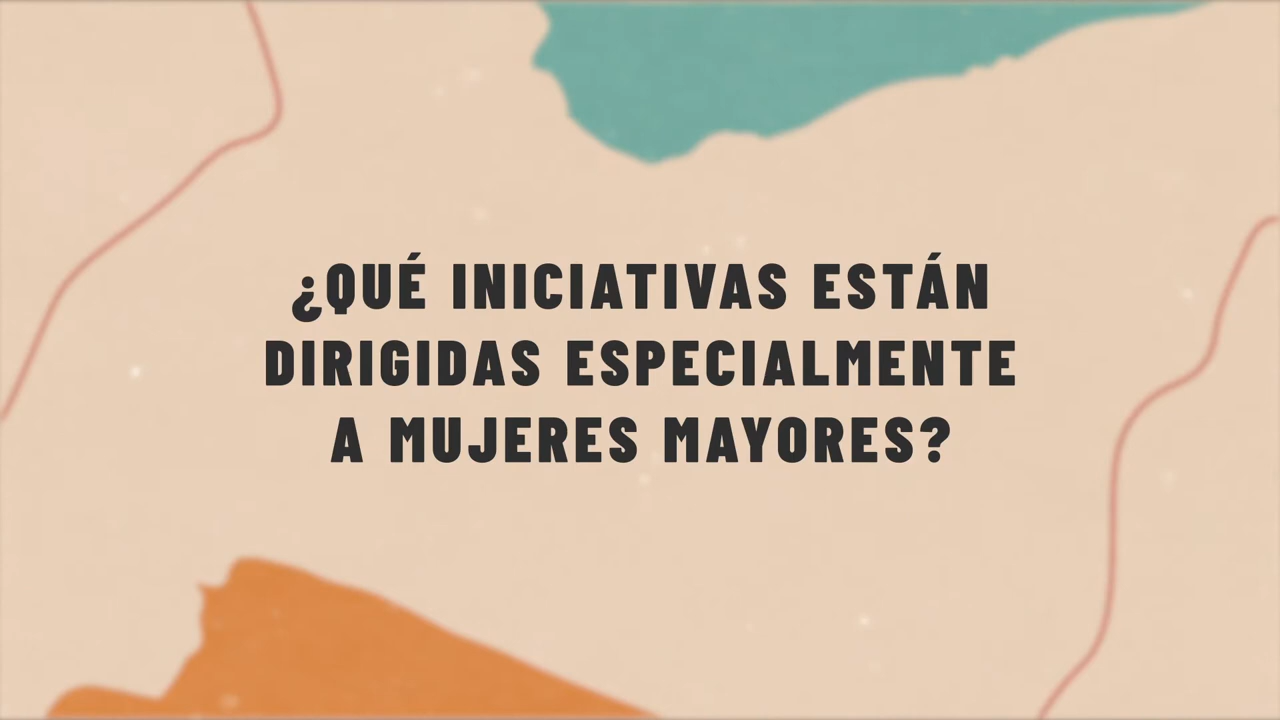 ¿QUÉ INICIATIVAS ESTÁN
DIRIGIDAS ESPECIALMENTE
A MUJERES MAYORES?